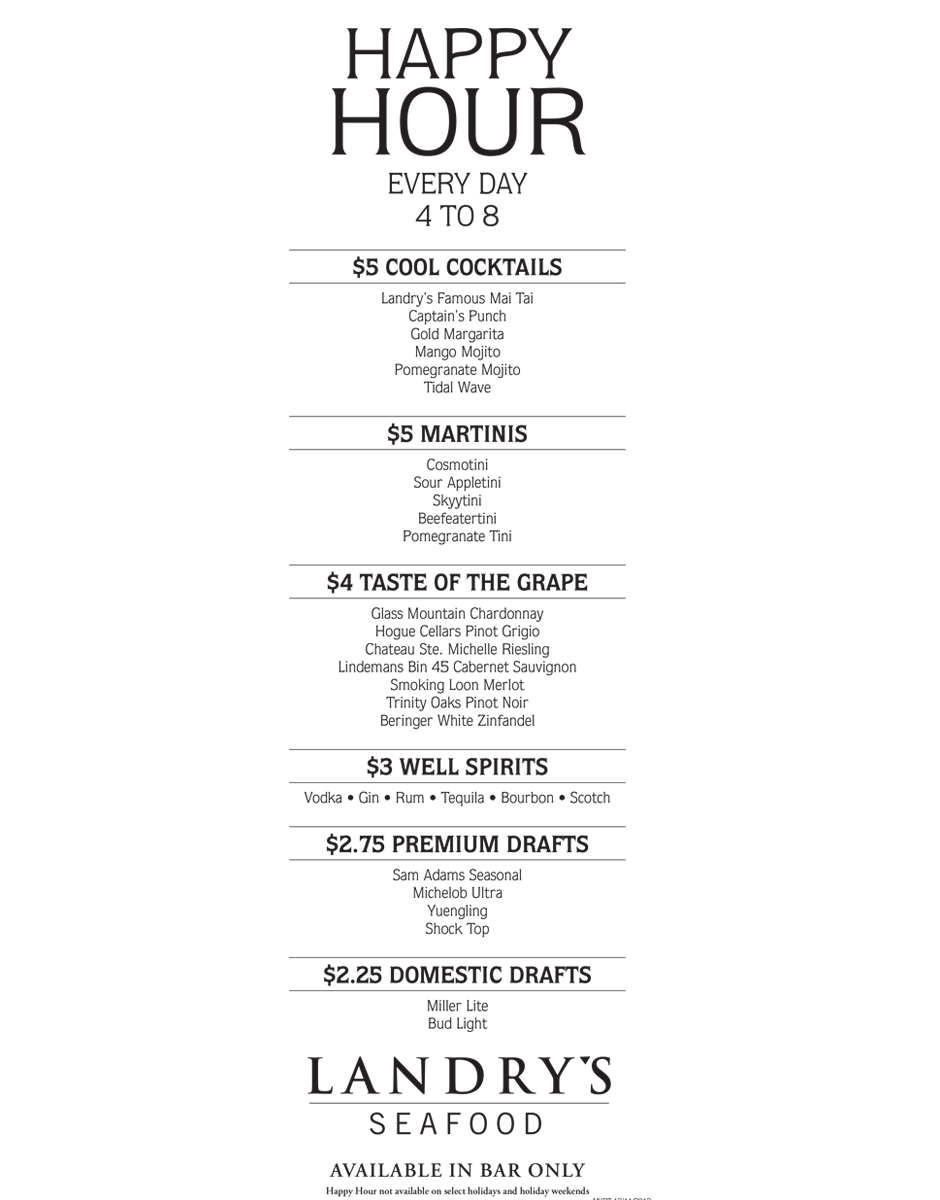 HAPPY
HOUR
EVERY DAY
4 TO 8
$5 COOL COCKTAILS
Landry's Famous Mai Tai
Captain's Punch
Gold Margarita
Mango Mojito
Pomegranate Mojito
Tidal Wave
$5 MARTINIS
Cosmotini
Sour Appletini
Skyytini
Beefeatertini
Pomegranate Tini
$4 TASTE OF THE GRAPE
Glass Mountain Chardonnay
Hogue Cellars Pinot Grigio
Chateau Ste. Michelle Riesling
Lindemans Bin 45 Cabernet Sauvignon
Smoking Loon Merlot
Trinity Oaks Pinot Noir
Beringer White Zinfandel
$3 WELL SPIRITS
Vodka • Gin • Rum • Tequila • Bourbon • Scotch
$2.75 PREMIUM DRAFTS
Sam Adams Seasonal
Michelob Ultra
Yuengling
Shock Top
$2.25 DOMESTIC DRAFTS
Miller Lite
Bud Light
LANDRY'S
SEAFOOD
AVAILABLE IN BAR ONLY
Happy Hour not available on select holidays and holiday weekends